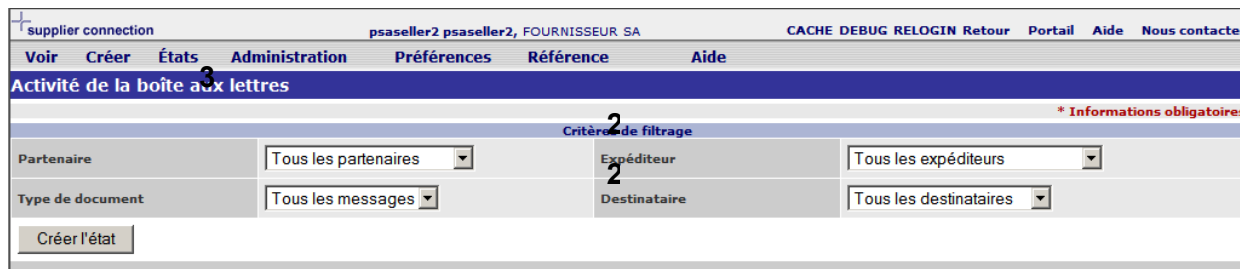 supplier connection psaseller2 psaseller2, FOURNISSEUR SA CACHE DEBUG RELOGIN Retour Portail Aide Nous contacte
Voir Créer États Administration Préférences Référence Aide
3
Activité de la boîte aux lettres
* Informations obligatoires
2
Critères de filtrage
Partenaire Tous les partenaires Expéditeur Tous les expéditeurs
2
Type de document Tous les messages Destinataire Tous les destinataires
Créer l'état